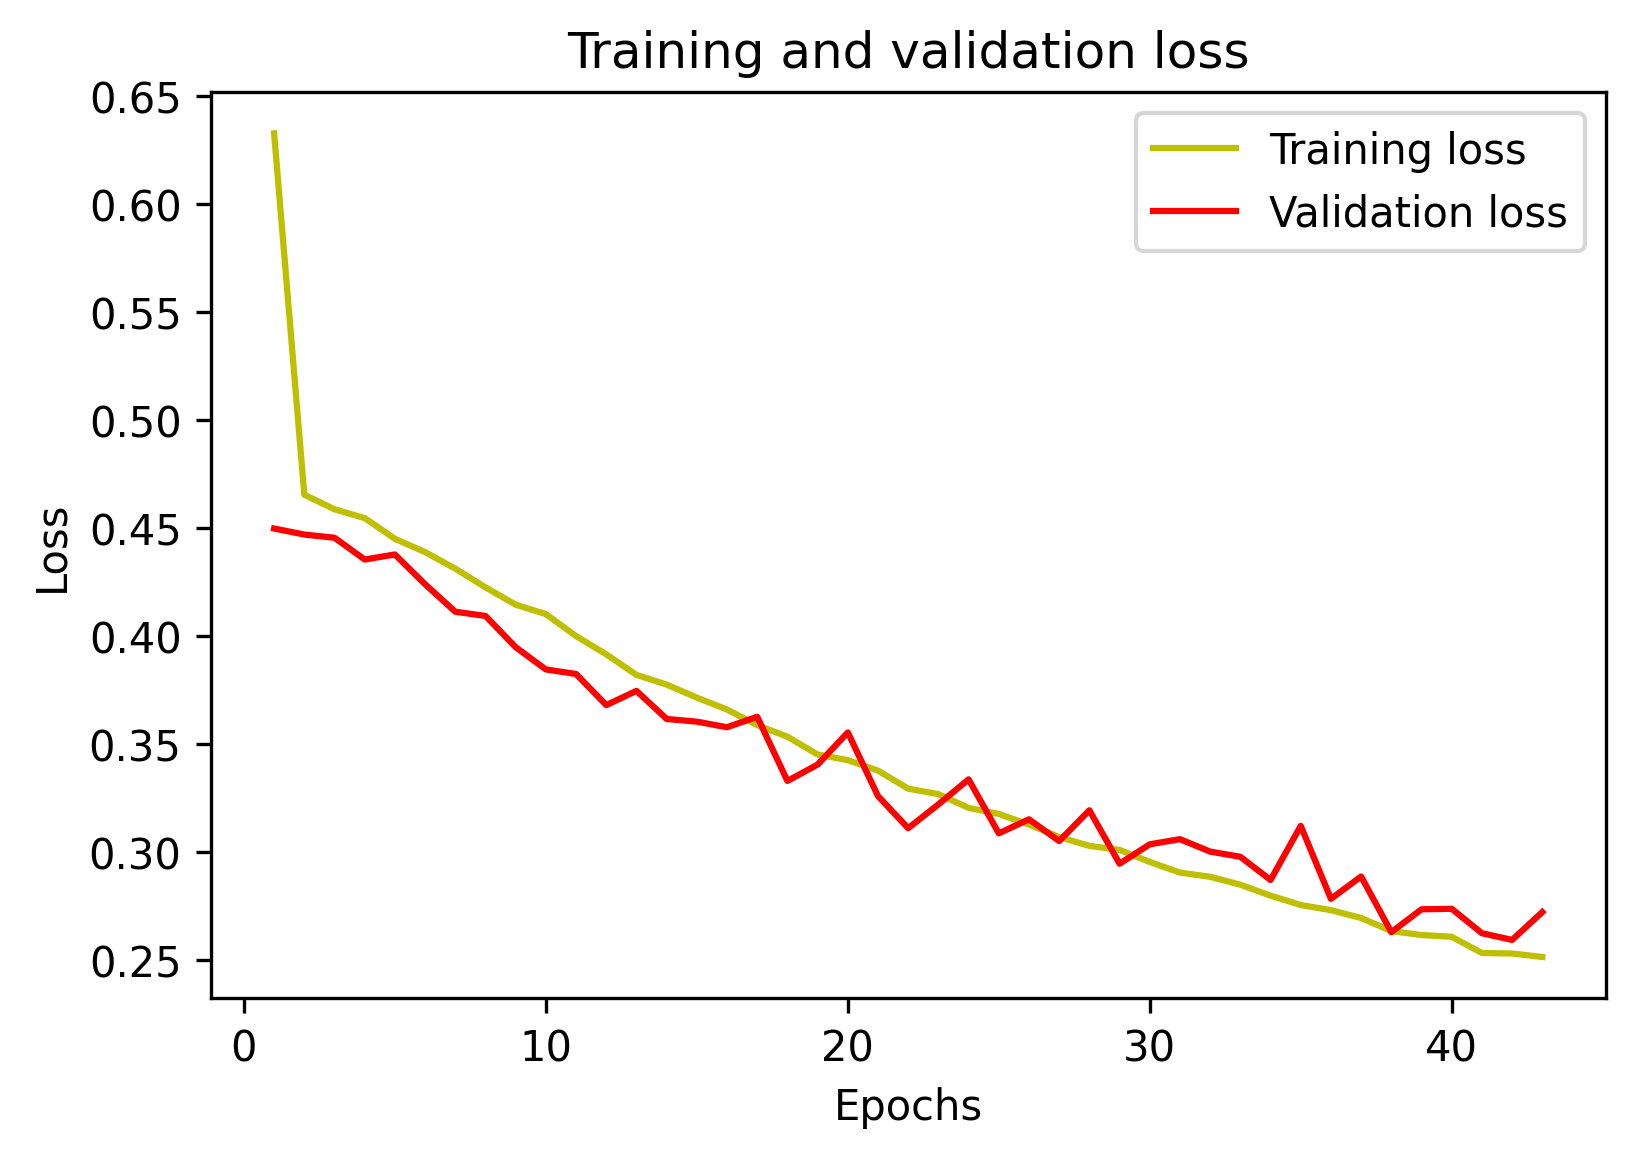 Training and validation loss
Training loss
Validation loss
0.65
0.60
0.55
0.50
0.45
0.40
0.35
0.30
0.25
Loss
0 10 20 30 40
Epochs